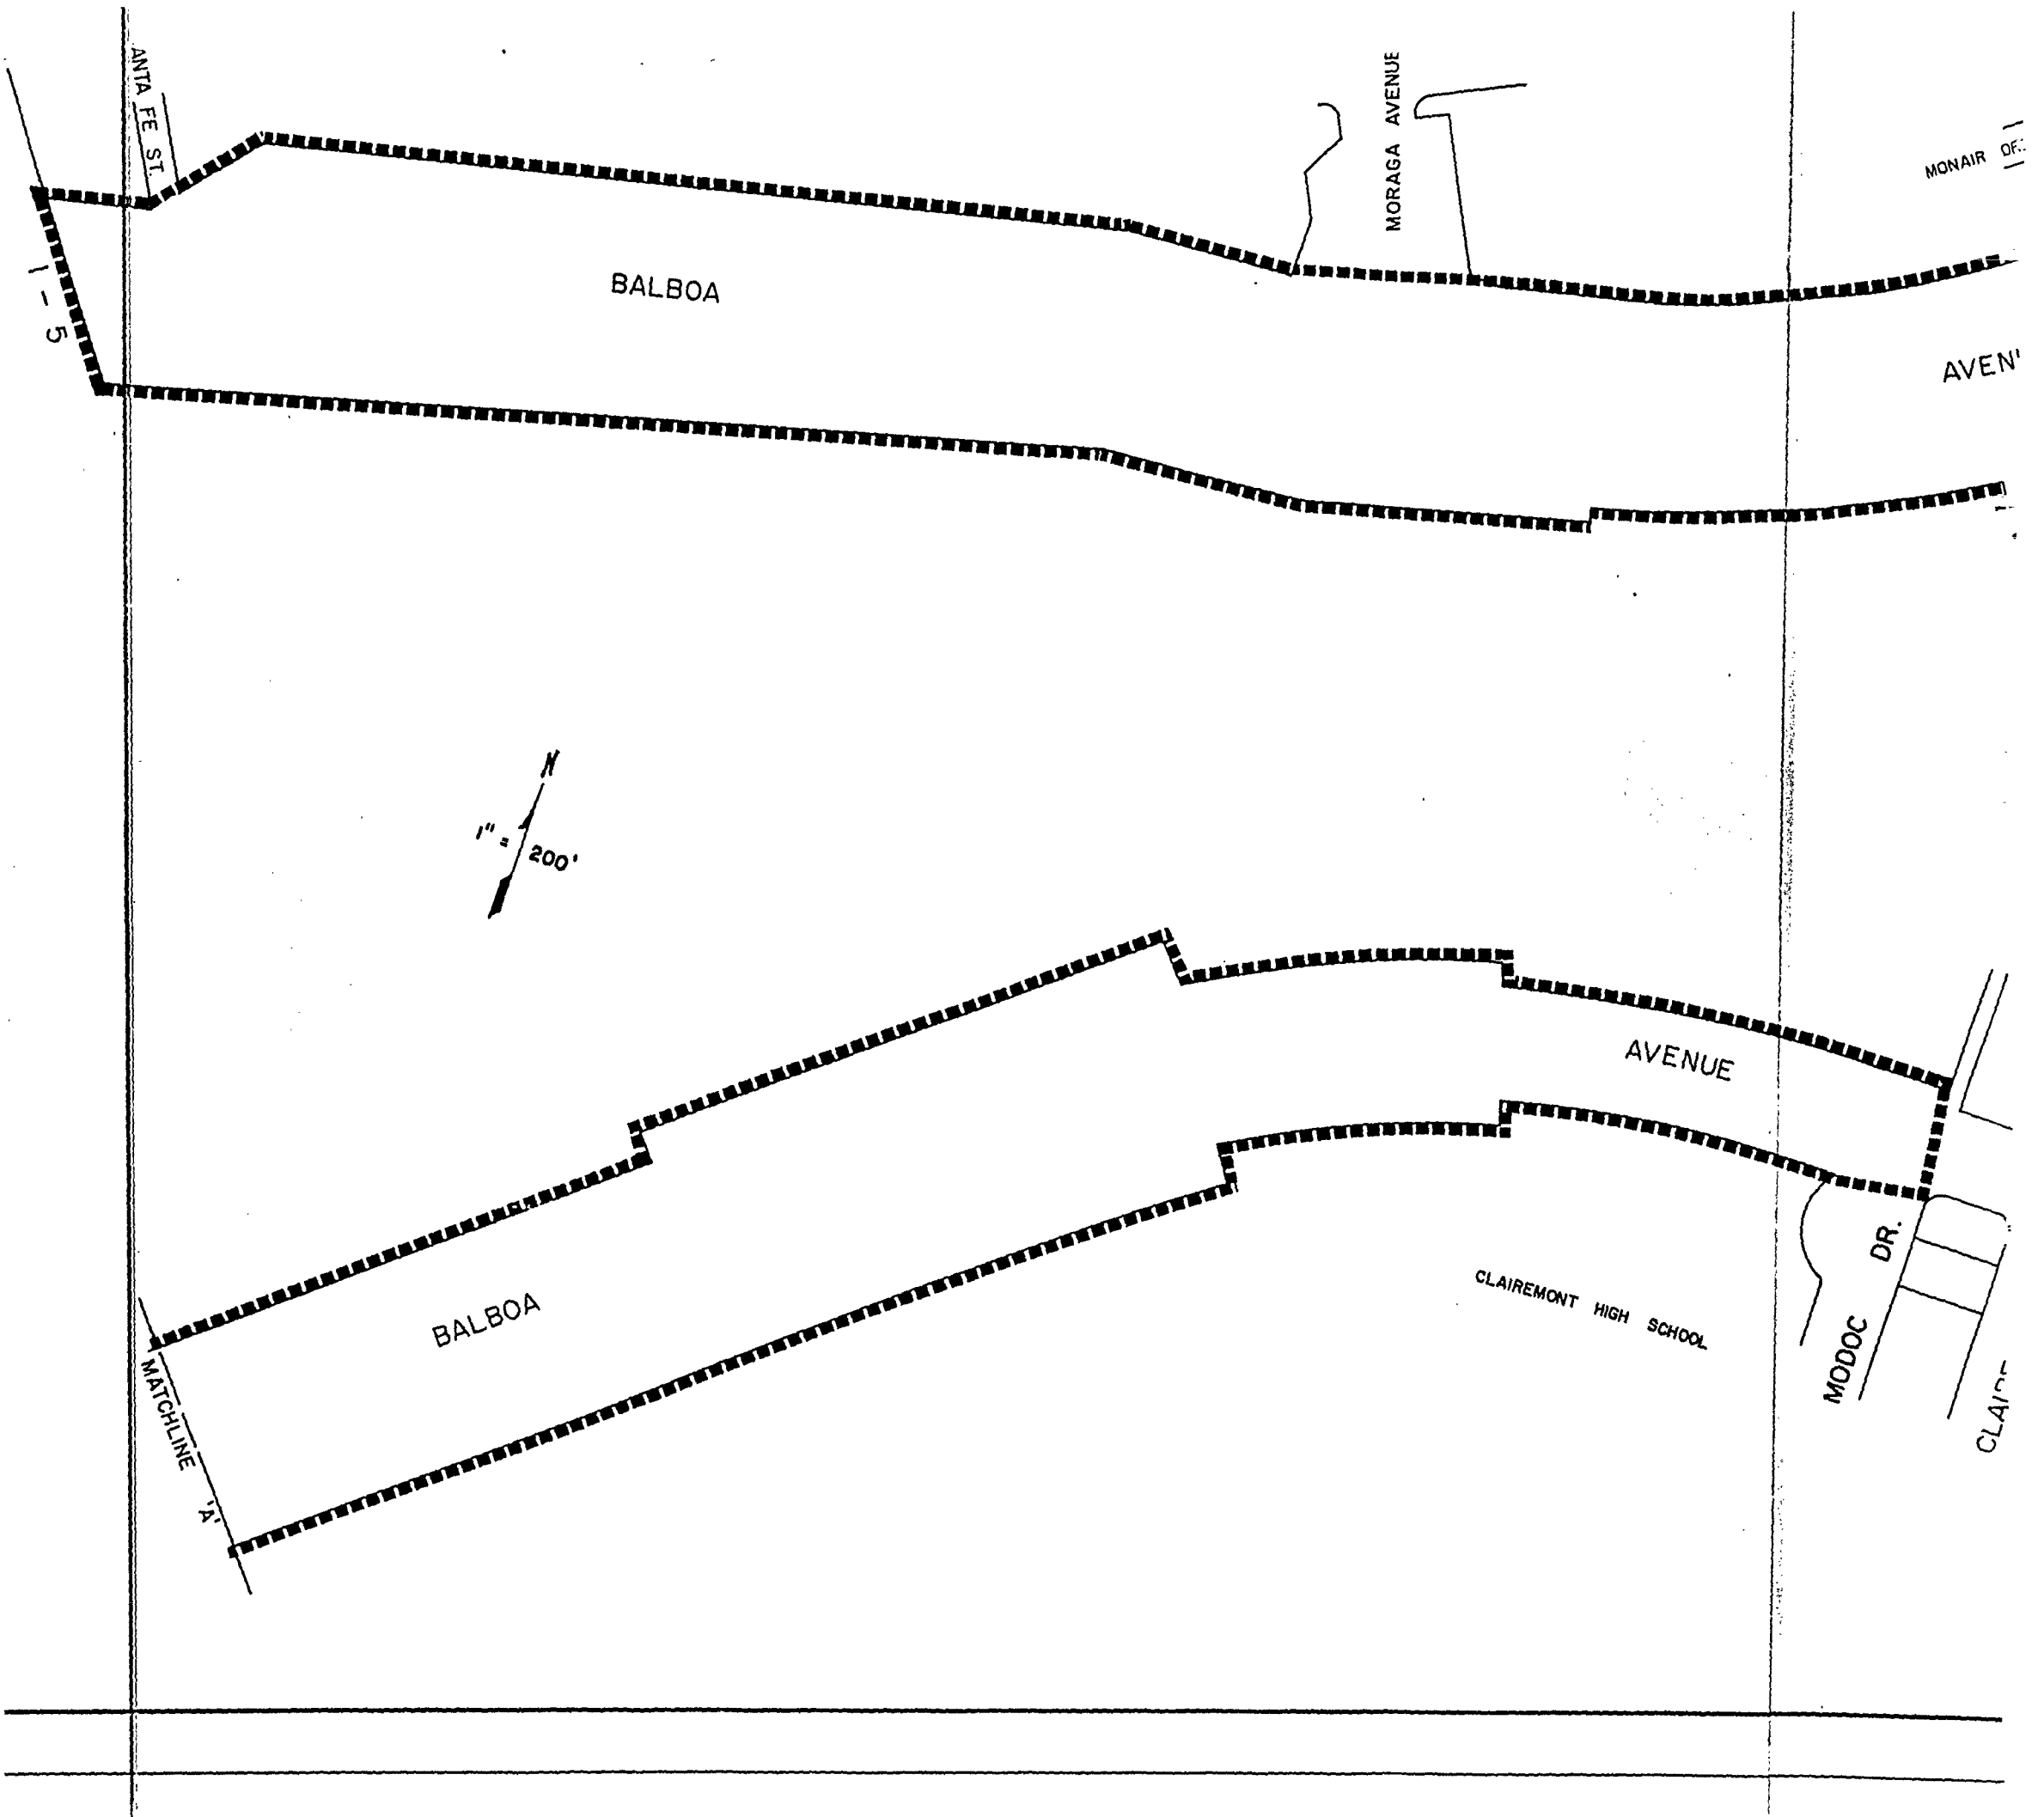 ANTA FE ST.
MORAGA AVENUE
MONAIR
I-5
BALBOA
AVEN'
N
1" = 200'
AVENUE
BALBOA
MATCHLINE 'A'
CLAIREMONT HIGH SCHOOL
MODOC DR.